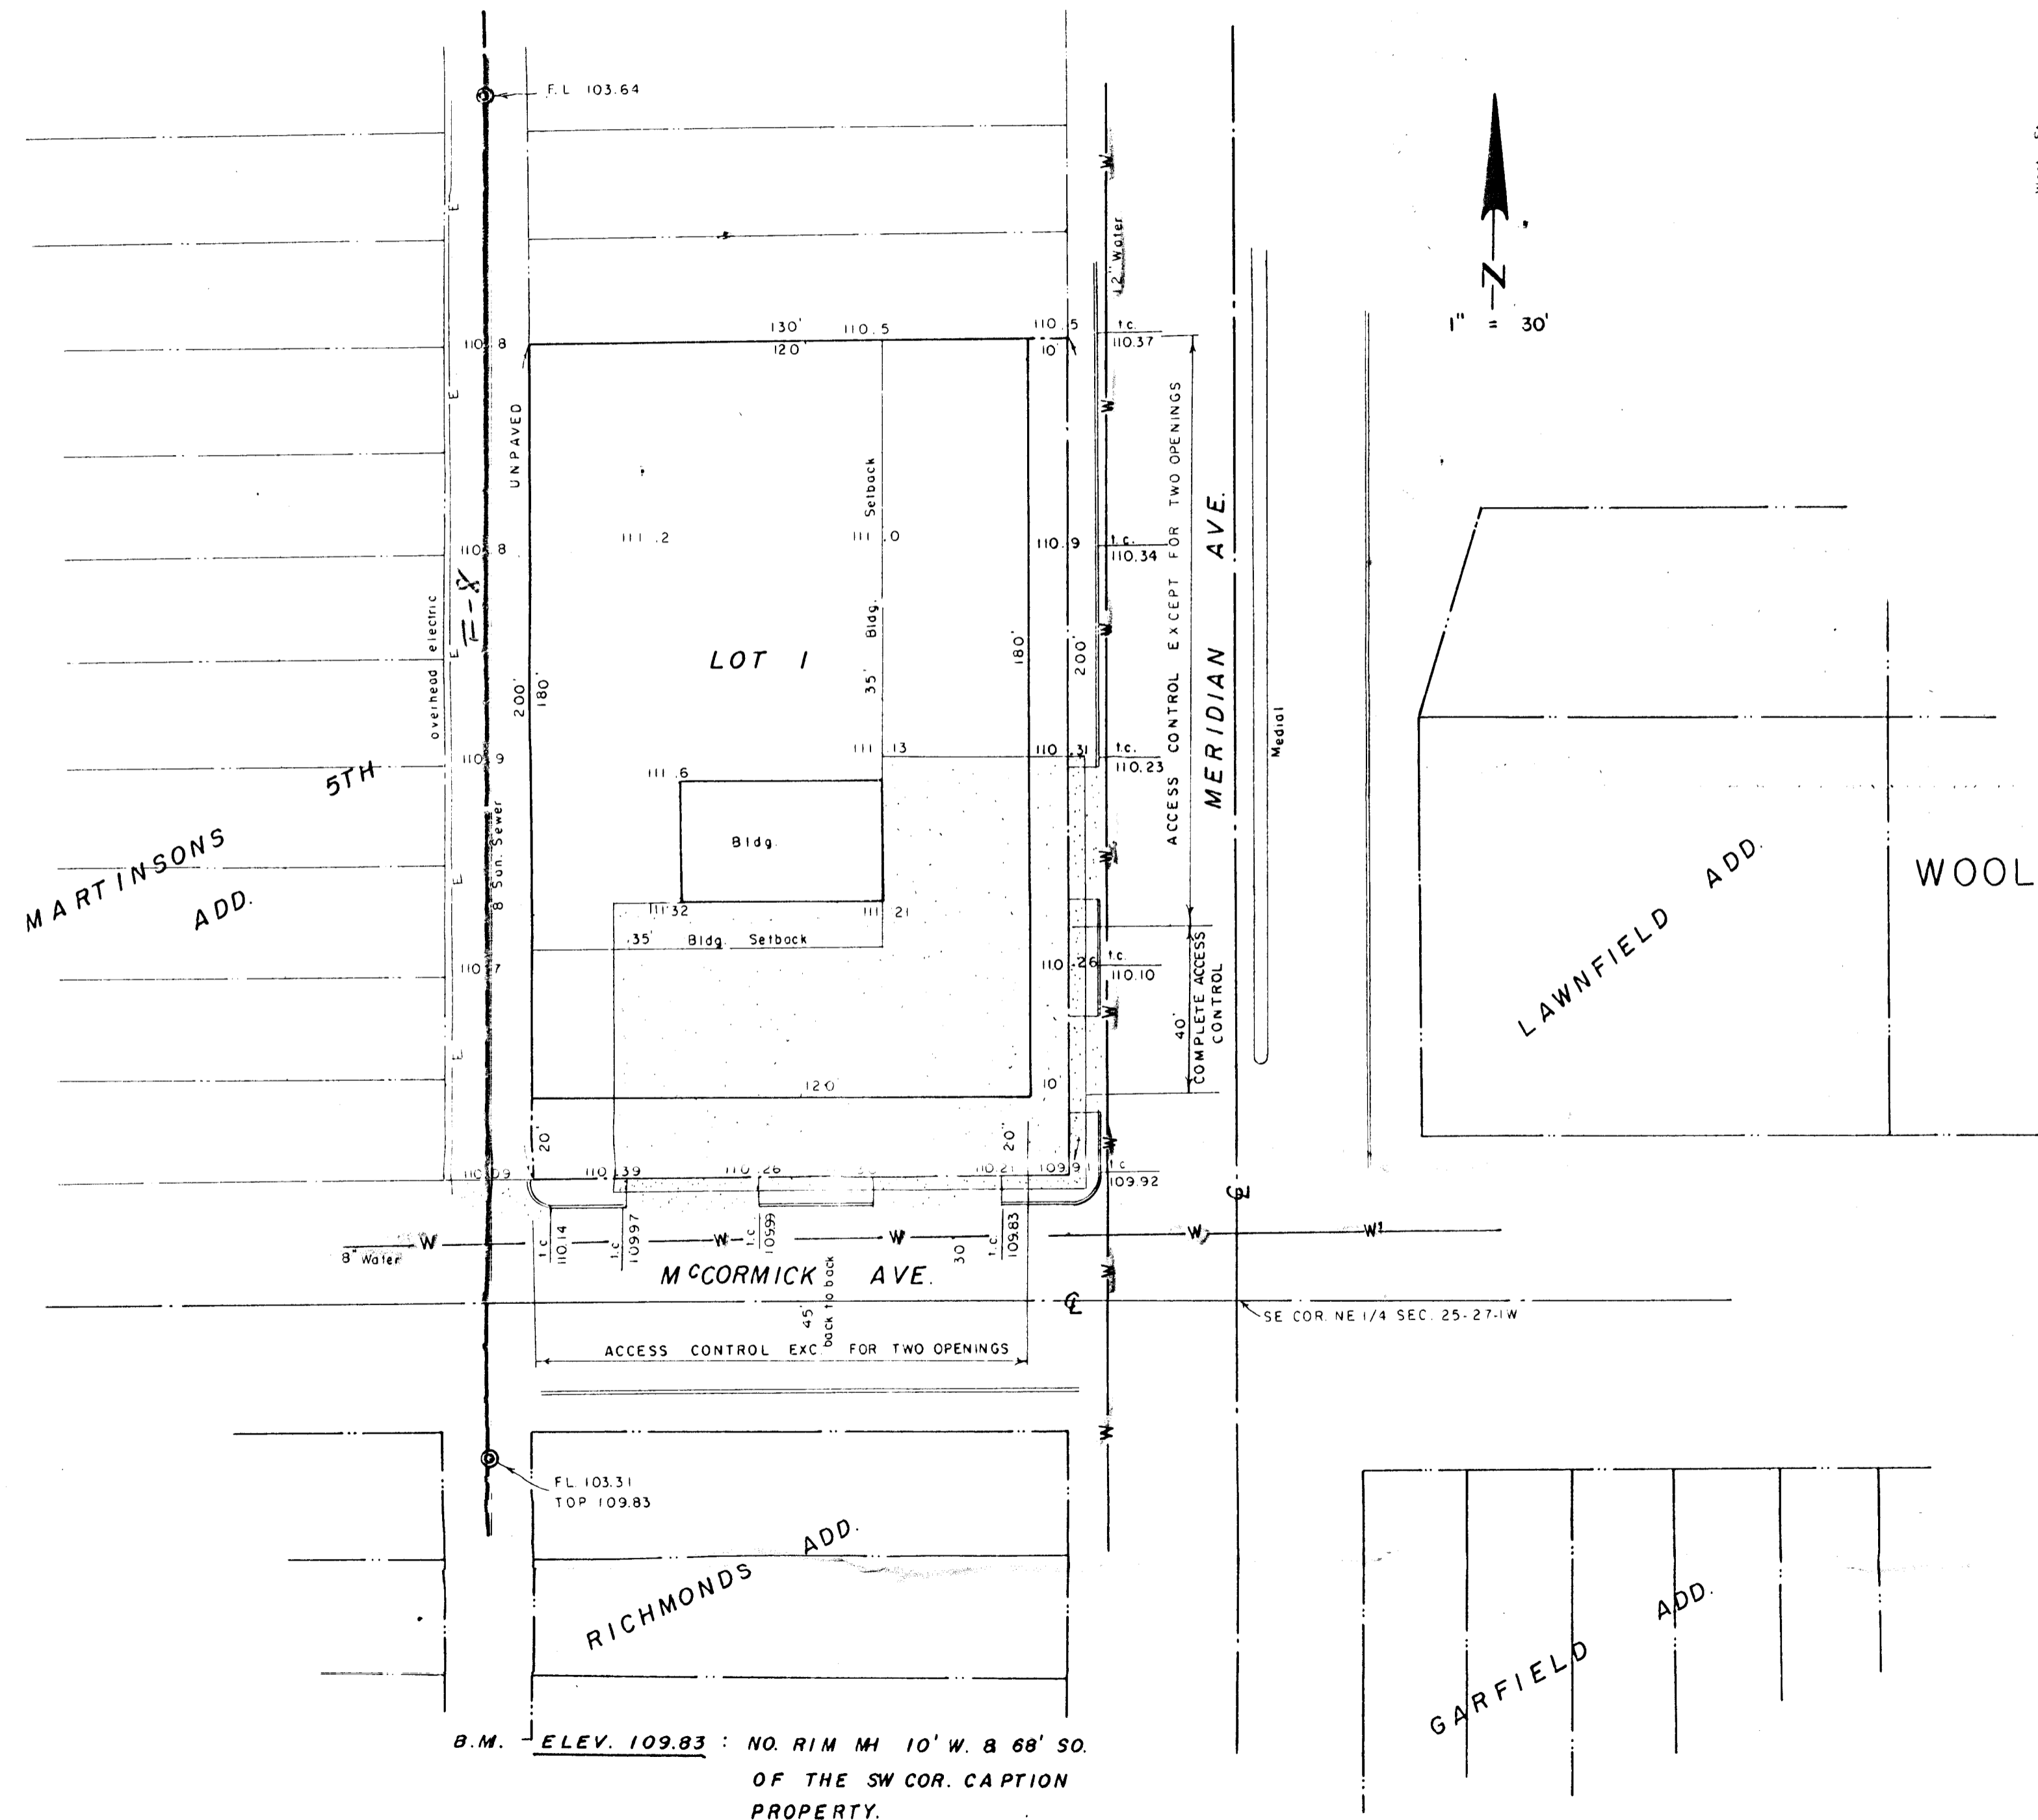 F.L 103.64
12" Water
N
1" = 30'
130'
110.5
110.5
t.c.
110.37
110.8
120'
10'
UNPAVED
ACCESS CONTROL EXCEPT FOR TWO OPENINGS
MERIDIAN AVE.
35' Bldg. Setback
111.2
111.0
110.9
t.c.
110.34
110.8
overhead electric
LOT 1
180'
200'
200'
180'
Medial
111.13
110.31
t.c.
110.23
110.9
111.6
5TH
MARTINSONS
ADD.
8 San. Sewer
Bldg.
LAWNFIELD ADD.
WOOL
111.32
111.21
35' Bldg. Setback
110.7
110.26
t.c.
110.10
40'
COMPLETE ACCESS
CONTROL
120'
10'
20'
20'
110.09
110.39
110.26
110.21
109.91
t.c.
109.92
t.c.
110.14
t.c.
109.97
t.c.
109.99
30'
t.c.
109.83
8" Water
W W W W W
McCORMICK AVE.
45'
back to back
SE COR. NE 1/4 SEC. 25-27-1W
ACCESS CONTROL EXC. FOR TWO OPENINGS
FL. 103.31
TOP 109.83
RICHMONDS ADD.
GARFIELD ADD.
B.M. ELEV. 109.83 : NO. RIM MH 10' W. & 68' SO.
OF THE SW COR. CAPTION
PROPERTY.